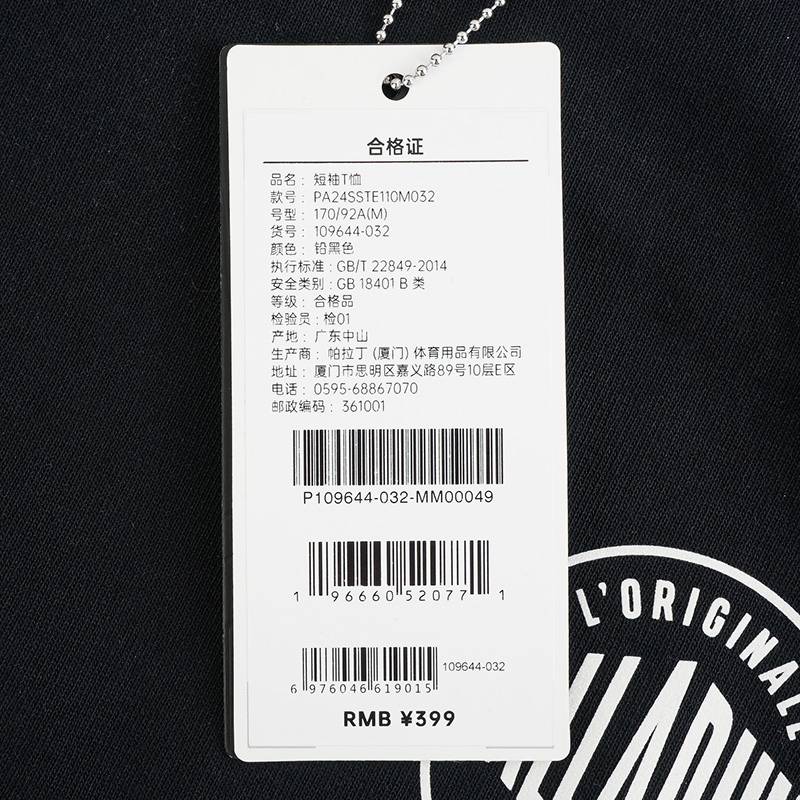 合格证
品名：短袖T恤
款号：PA24SSTE110M032
号型：170/92A(M)
货号：109644-032
颜色：铅黑色
执行标准：GB/T 22849-2014
安全类别：GB 18401 B 类
等级：合格品
检验员：检01
产地：广东中山
生产商：帕拉丁（厦门）体育用品有限公司
地址：厦门市思明区嘉义路89号10层E区
电话：0595-68867070
邮政编码：361001
P109644-032-MM00049
1 96660 52077 1
109644-032
6 976046 619015
RMB ¥399
L'ORIGINALE